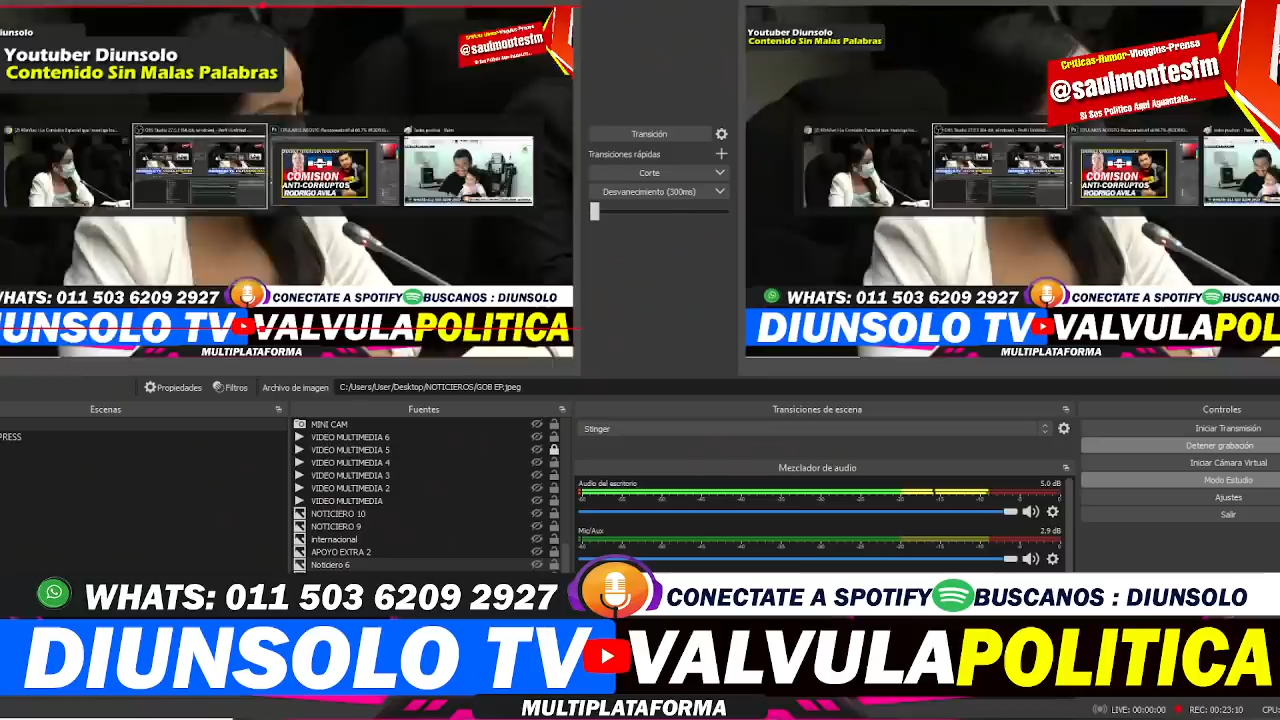 diunsolo
Youtuber Diunsolo
Contenido Sin Malas Palabras
@saulmontesfm
COMISION
ANTI-CORRUPTOS
RODRIGO AVILA
WHATS: 011 503 6209 2927
CONECTATE A SPOTIFY BUSCANOS : DIUNSOLO
DIUNSOLO TV VALVULAPOLITICA
MULTIPLATAFORMA
Transición
Transiciones rápidas
Corte
Desvanecimiento (300ms)
Youtuber Diunsolo
Contenido Sin Malas Palabras
Criticas-Humor-Vloggins-Prensa
@saulmontesfm
Si Sos Politico Aqui Aguantate...
COMISION
ANTI-CORRUPTOS
RODRIGO AVILA
WHATS: 011 503 6209 2927
CONECTATE A SPOTIFY BUSCANOS
DIUNSOLO TV VALVULAPOL
MULTIPLATAFORMA
Propiedades Filtros Archivo de imagen C:/Users/User/Desktop/NOTICIEROS/GOB EP.jpeg
Escenas
PRESS
Fuentes
MINI CAM
VIDEO MULTIMEDIA 6
VIDEO MULTIMEDIA 5
VIDEO MULTIMEDIA 4
VIDEO MULTIMEDIA 3
VIDEO MULTIMEDIA 2
VIDEO MULTIMEDIA
NOTICIERO 10
NOTICIERO 9
internacional
APOYO EXTRA 2
Noticiero 6
Transiciones de escena
Stinger
Mezclador de audio
Audio del escritorio 5.0 dB
Mic/Aux 2.9 dB
Controles
Iniciar Transmisión
Detener grabación
Iniciar Cámara Virtual
Modo Estudio
Ajustes
Salir
WHATS: 011 503 6209 2927
CONECTATE A SPOTIFY BUSCANOS : DIUNSOLO
DIUNSOLO TV VALVULAPOLITICA
MULTIPLATAFORMA
LIVE: 00:00:00 REC: 00:23:10 CPU: